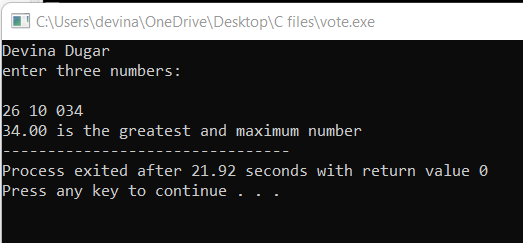 C:\Users\devina\OneDrive\Desktop\C files\vote.exe
Devina Dugar
enter three numbers:
26 10 034
34.00 is the greatest and maximum number
--------------------------------
Process exited after 21.92 seconds with return value 0
Press any key to continue . . .